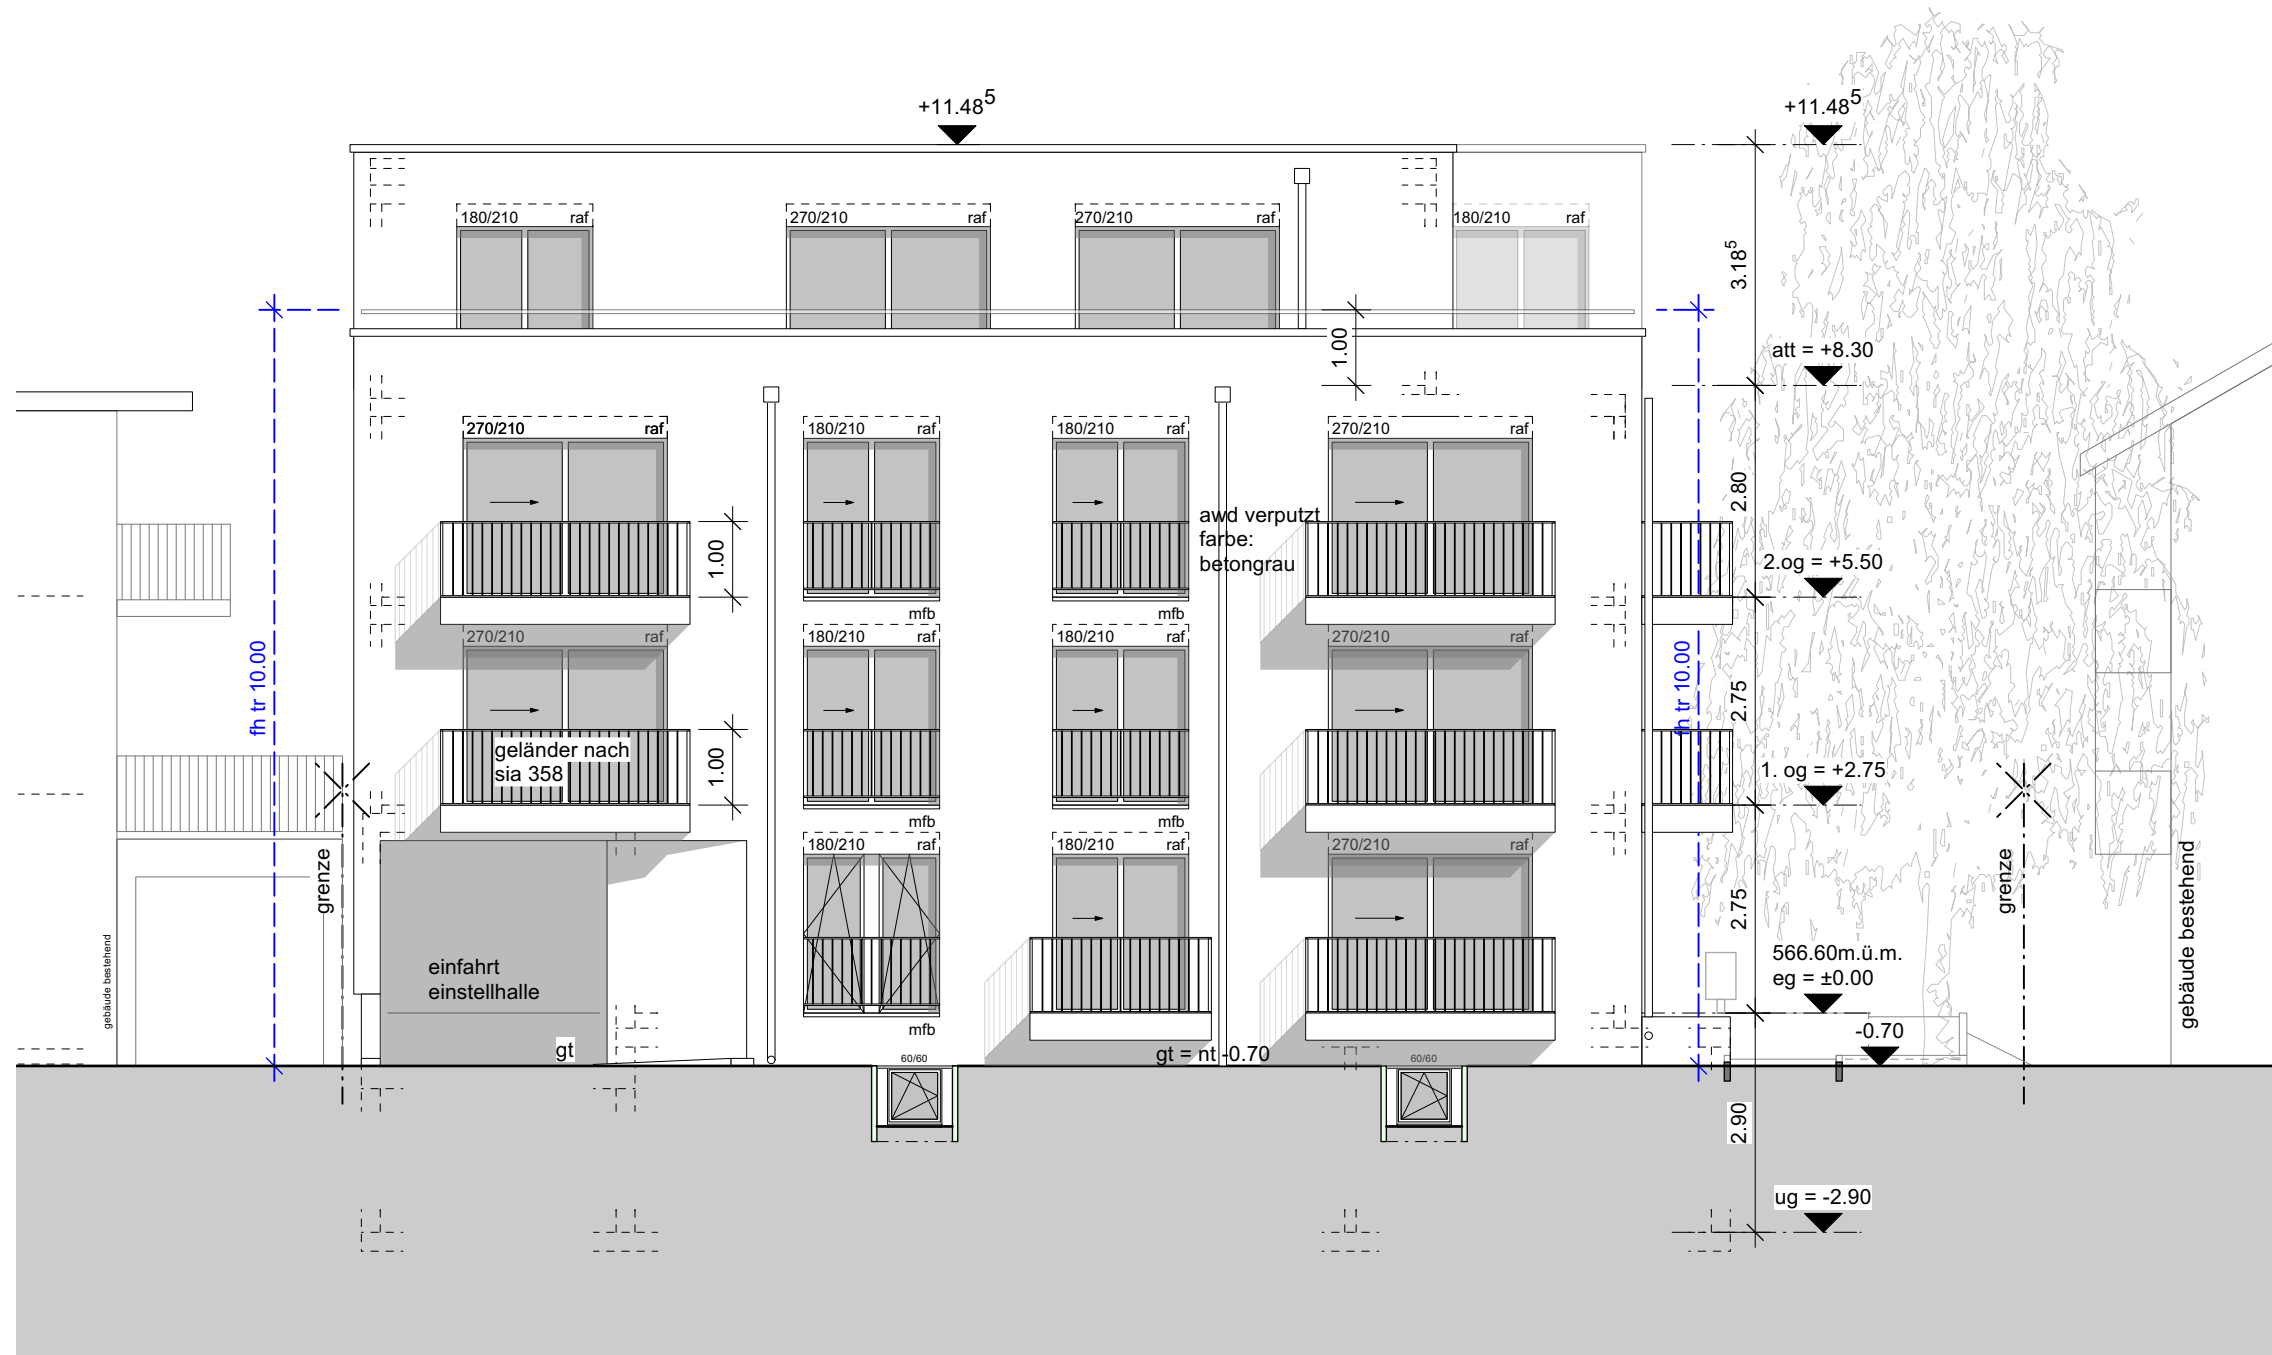 +11.48⁵
+11.48⁵
180/210 raf
270/210 raf
270/210 raf
180/210 raf
3.18⁵
1.00
att = +8.30
270/210 raf
180/210 raf
180/210 raf
270/210 raf
2.80
awd verputzt
farbe:
betongrau
1.00
2.og = +5.50
mfb
mfb
270/210 raf
180/210 raf
180/210 raf
270/210 raf
fh tr 10.00
fh tr 10.00
2.75
geländer nach
sia 358
1.00
1. og = +2.75
mfb
mfb
180/210 raf
180/210 raf
270/210 raf
grenze
grenze
2.75
gebäude bestehend
gebäude bestehend
einfahrt
einstellhalle
566.60m.ü.m.
eg = ±0.00
mfb
-0.70
gt
60/60
gt = nt -0.70
60/60
2.90
ug = -2.90